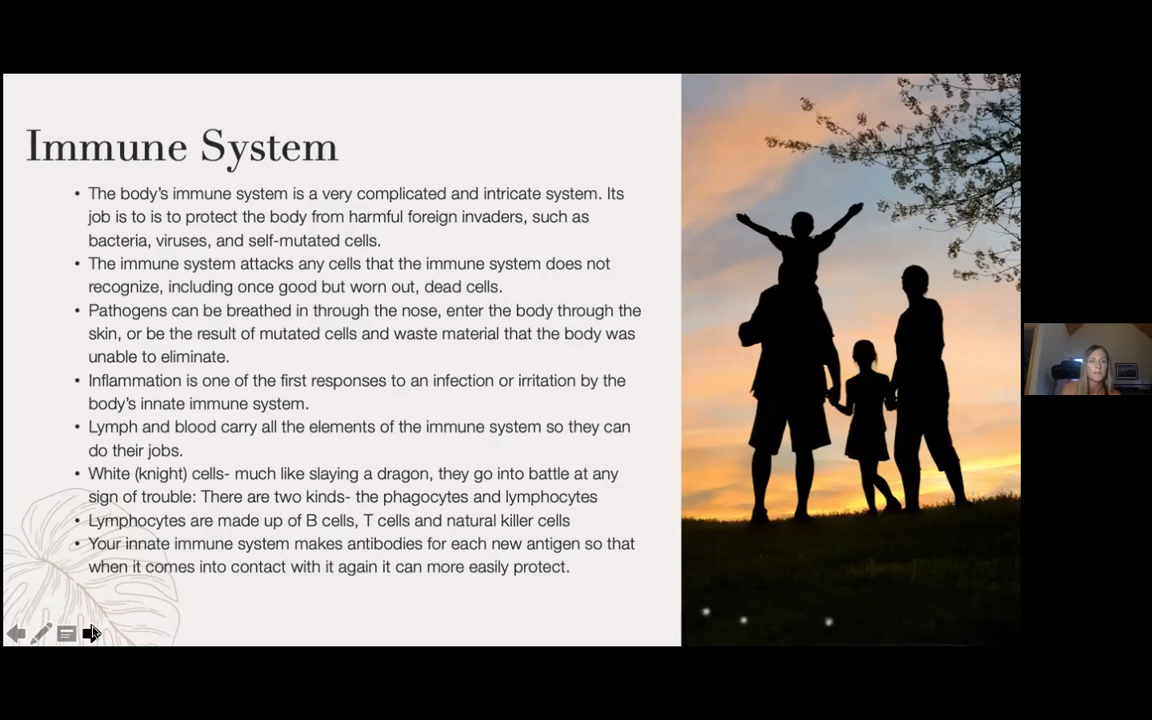 Immune System
• The body's immune system is a very complicated and intricate system. Its
job is to is to protect the body from harmful foreign invaders, such as
bacteria, viruses, and self-mutated cells.
• The immune system attacks any cells that the immune system does not
recognize, including once good but worn out, dead cells.
• Pathogens can be breathed in through the nose, enter the body through the
skin, or be the result of mutated cells and waste material that the body was
unable to eliminate.
• Inflammation is one of the first responses to an infection or irritation by the
body's innate immune system.
• Lymph and blood carry all the elements of the immune system so they can
do their jobs.
• White (knight) cells- much like slaying a dragon, they go into battle at any
sign of trouble: There are two kinds- the phagocytes and lymphocytes
• Lymphocytes are made up of B cells, T cells and natural killer cells
• Your innate immune system makes antibodies for each new antigen so that
when it comes into contact with it again it can more easily protect.